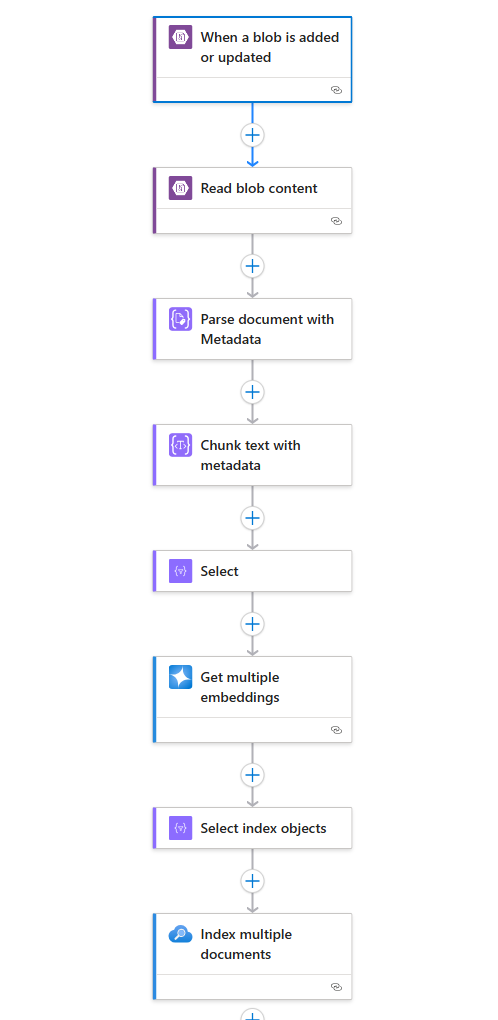 When a blob is added
or updated
Read blob content
Parse document with
Metadata
Chunk text with
metadata
Select
Get multiple
embeddings
Select index objects
Index multiple
documents